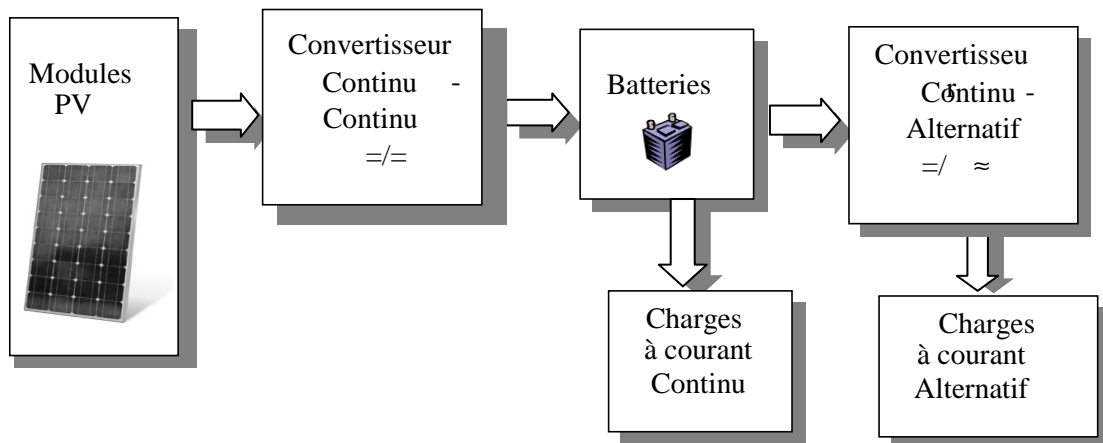 Modules
PV
Convertisseur
Continu -
Continu
=/=
Batteries
Convertisseu
r
Continu -
Alternatif
=/ ≈
Charges
à courant
Continu
Charges
à courant
Alternatif